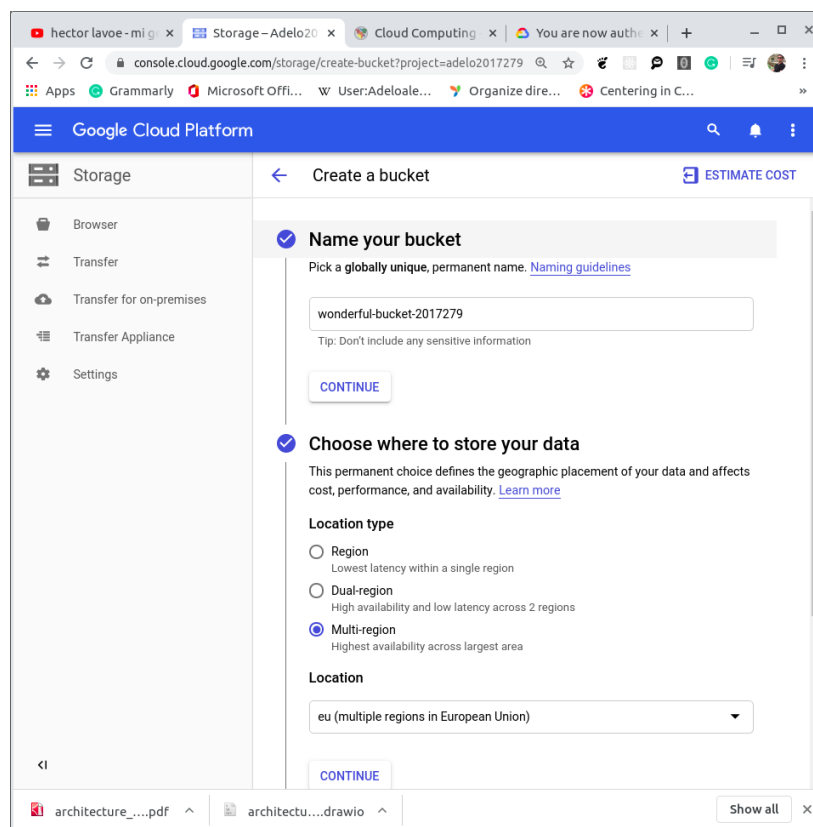 hector lavoe - mi g
Storage – Adelo20
Cloud Computing
You are now authe
console.cloud.google.com/storage/create-bucket?project=adelo2017279
Apps
Grammarly
Microsoft Offi...
User:Adeloale...
Organize dire...
Centering in C...
»
Google Cloud Platform
Storage
Create a bucket
ESTIMATE COST
Browser
Transfer
Transfer for on-premises
Transfer Appliance
Settings
Name your bucket
Pick a globally unique, permanent name. Naming guidelines
wonderful-bucket-2017279
Tip: Don't include any sensitive information
CONTINUE
Choose where to store your data
This permanent choice defines the geographic placement of your data and affects
cost, performance, and availability. Learn more
Location type
Region
Lowest latency within a single region
Dual-region
High availability and low latency across 2 regions
Multi-region
Highest availability across largest area
Location
eu (multiple regions in European Union)
CONTINUE
architecture_....pdf
architectu....drawio
Show all